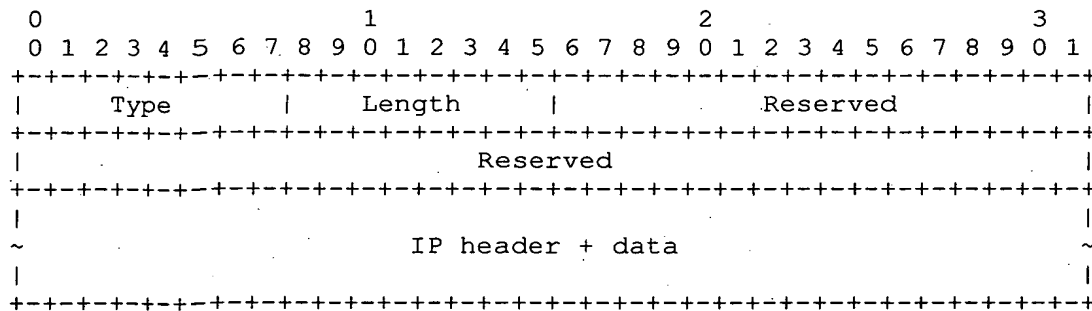 0                   1                   2                   3
 0 1 2 3 4 5 6 7 8 9 0 1 2 3 4 5 6 7 8 9 0 1 2 3 4 5 6 7 8 9 0 1
+-+-+-+-+-+-+-+-+-+-+-+-+-+-+-+-+-+-+-+-+-+-+-+-+-+-+-+-+-+-+-+-+
|     Type      |    Length     |            Reserved           |
+-+-+-+-+-+-+-+-+-+-+-+-+-+-+-+-+-+-+-+-+-+-+-+-+-+-+-+-+-+-+-+-+
|                           Reserved                            |
+-+-+-+-+-+-+-+-+-+-+-+-+-+-+-+-+-+-+-+-+-+-+-+-+-+-+-+-+-+-+-+-+
|                                                               |
~                       IP header + data                        ~
|                                                               |
+-+-+-+-+-+-+-+-+-+-+-+-+-+-+-+-+-+-+-+-+-+-+-+-+-+-+-+-+-+-+-+-+